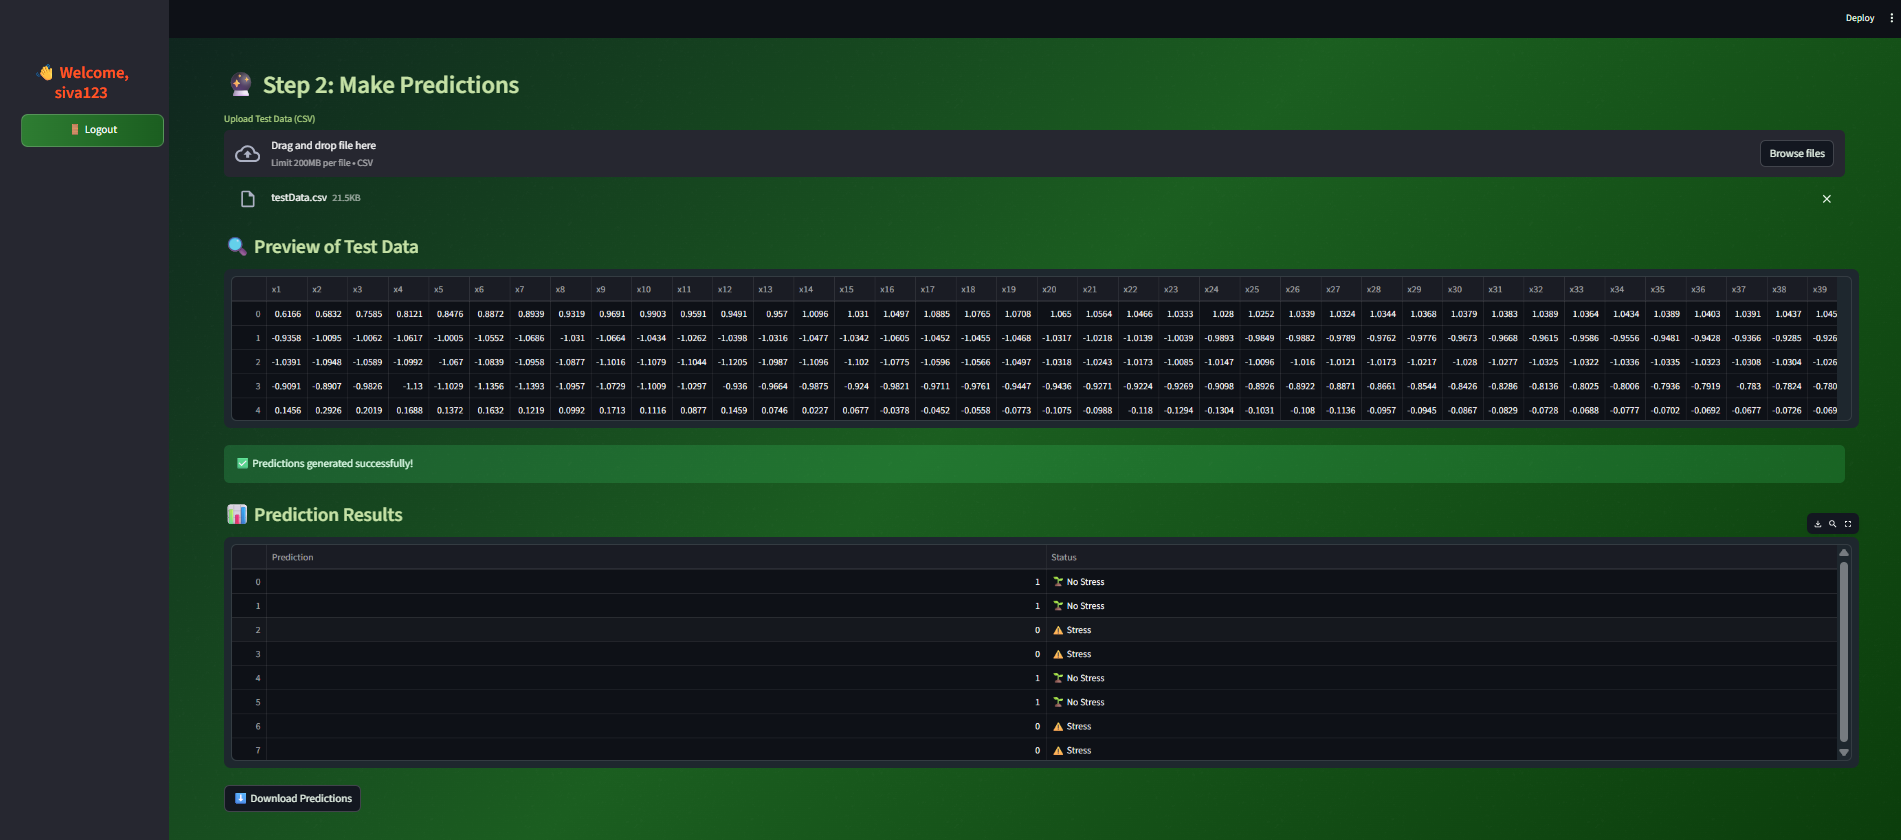 Deploy
👋 Welcome,
siva123
🚪 Logout
🔮 Step 2: Make Predictions
Upload Test Data (CSV)
Drag and drop file here
Limit 200MB per file • CSV
Browse files
testData.csv 21.5KB
🔍 Preview of Test Data
x1 x2 x3 x4 x5 x6 x7 x8 x9 x10 x11 x12 x13 x14 x15 x16 x17 x18 x19 x20 x21 x22 x23 x24 x25 x26 x27 x28 x29 x30 x31 x32 x33 x34 x35 x36 x37 x38 x39
0 0.6166 0.6832 0.7585 0.8121 0.8476 0.8872 0.8939 0.9319 0.9691 0.9903 0.9591 0.9491 0.957 1.0096 1.031 1.0497 1.0885 1.0765 1.0708 1.065 1.0564 1.0466 1.0333 1.028 1.0252 1.0339 1.0324 1.0344 1.0368 1.0379 1.0383 1.0389 1.0364 1.0434 1.0389 1.0403 1.0391 1.0437 1.045
1 -0.9358 -1.0095 -1.0062 -1.0617 -1.0005 -1.0552 -1.0686 -1.031 -1.0664 -1.0434 -1.0262 -1.0398 -1.0316 -1.0477 -1.0342 -1.0605 -1.0452 -1.0455 -1.0468 -1.0317 -1.0218 -1.0139 -1.0039 -0.9893 -0.9849 -0.9882 -0.9789 -0.9762 -0.9776 -0.9673 -0.9668 -0.9615 -0.9586 -0.9556 -0.9481 -0.9428 -0.9366 -0.9285 -0.926
2 -1.0391 -1.0948 -1.0589 -1.0992 -1.067 -1.0839 -1.0958 -1.0877 -1.1016 -1.1079 -1.1044 -1.1205 -1.0987 -1.1096 -1.102 -1.0775 -1.0596 -1.0566 -1.0497 -1.0318 -1.0243 -1.0173 -1.0085 -1.0147 -1.0096 -1.016 -1.0121 -1.0173 -1.0217 -1.028 -1.0277 -1.0325 -1.0322 -1.0336 -1.0335 -1.0323 -1.0308 -1.0304 -1.026
3 -0.9091 -0.8907 -0.9826 -1.13 -1.1029 -1.1356 -1.1393 -1.0957 -1.0729 -1.1009 -1.0297 -0.936 -0.9664 -0.9875 -0.924 -0.9821 -0.9711 -0.9761 -0.9447 -0.9436 -0.9271 -0.9224 -0.9269 -0.9098 -0.8926 -0.8922 -0.8871 -0.8661 -0.8544 -0.8426 -0.8286 -0.8136 -0.8025 -0.8006 -0.7936 -0.7919 -0.783 -0.7824 -0.780
4 0.1456 0.2926 0.2019 0.1688 0.1372 0.1632 0.1219 0.0992 0.1713 0.1116 0.0877 0.1459 0.0746 0.0227 0.0677 -0.0378 -0.0452 -0.0558 -0.0773 -0.1075 -0.0988 -0.118 -0.1294 -0.1304 -0.1031 -0.108 -0.1136 -0.0957 -0.0945 -0.0867 -0.0829 -0.0728 -0.0688 -0.0777 -0.0702 -0.0692 -0.0677 -0.0726 -0.069
✅ Predictions generated successfully!
📊 Prediction Results
Prediction Status
0 1 🌱 No Stress
1 1 🌱 No Stress
2 0 ⚠️ Stress
3 0 ⚠️ Stress
4 1 🌱 No Stress
5 1 🌱 No Stress
6 0 ⚠️ Stress
7 0 ⚠️ Stress
⬇️ Download Predictions